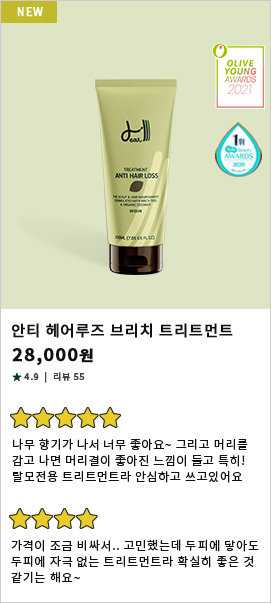 NEW
OLIVE
YOUNG
AWARDS
2021
1위
AWARDS
2020
TREATMENT
ANTI HAIR LOSS
VEGUN
안티 헤어루즈 브리치 트리트먼트
28,000원
★ 4.9 | 리뷰 55
나무 향기가 나서 너무 좋아요~ 그리고 머리를
감고 나면 머리결이 좋아진 느낌이 들고 특히!
탈모전용 트리트먼트라 안심하고 쓰고있어요
가격이 조금 비싸서.. 고민했는데 두피에 닿아도
두피에 자극 없는 트리트먼트라 확실히 좋은 것
같기는 해요~